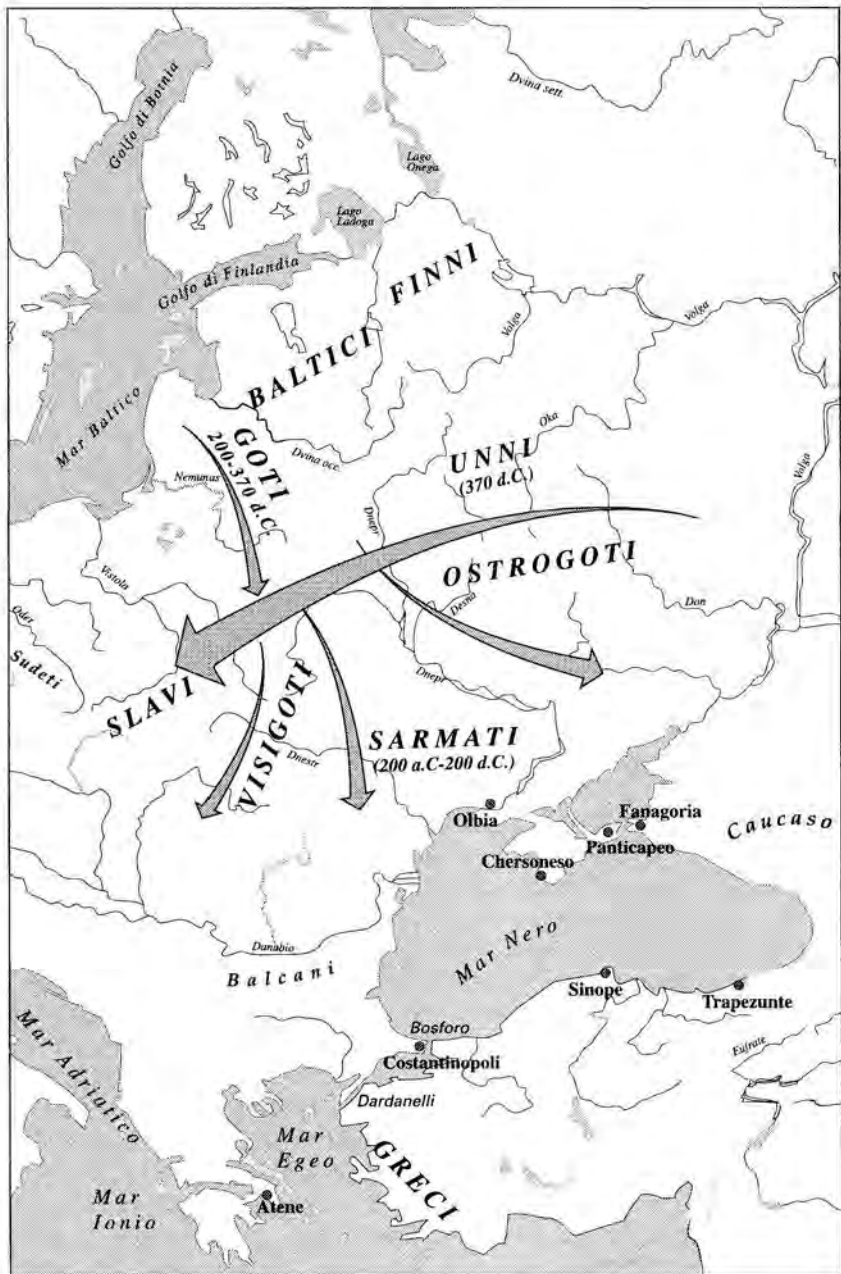 Golfo di Botnia
Dvina sett.
Lago
Onega
Lago
Ladoga
Golfo di Finlandia
FINNI
Volga
Volga
BALTICI
Mar Baltico
GOTI
200-370 d.C.
Dvina occ.
Oka
UNNI
(370 d.C.)
Volga
Nemunas
Dnepr
OSTROGOTI
Vistola
Desna
Don
Oder
Sudeti
Dnepr
SLAVI
VISIGOTI
SARMATI
(200 a.C-200 d.C.)
Dnestr
Olbia
Fanagoria
Panticapeo
Caucaso
Chersoneso
Mar Nero
Danubio
Balcani
Sinope
Trapezunte
Bosforo
Costantinopoli
Eufrate
Mar Adriatico
Dardanelli
Mar
Egeo
GRECI
Mar
Ionio
Atene